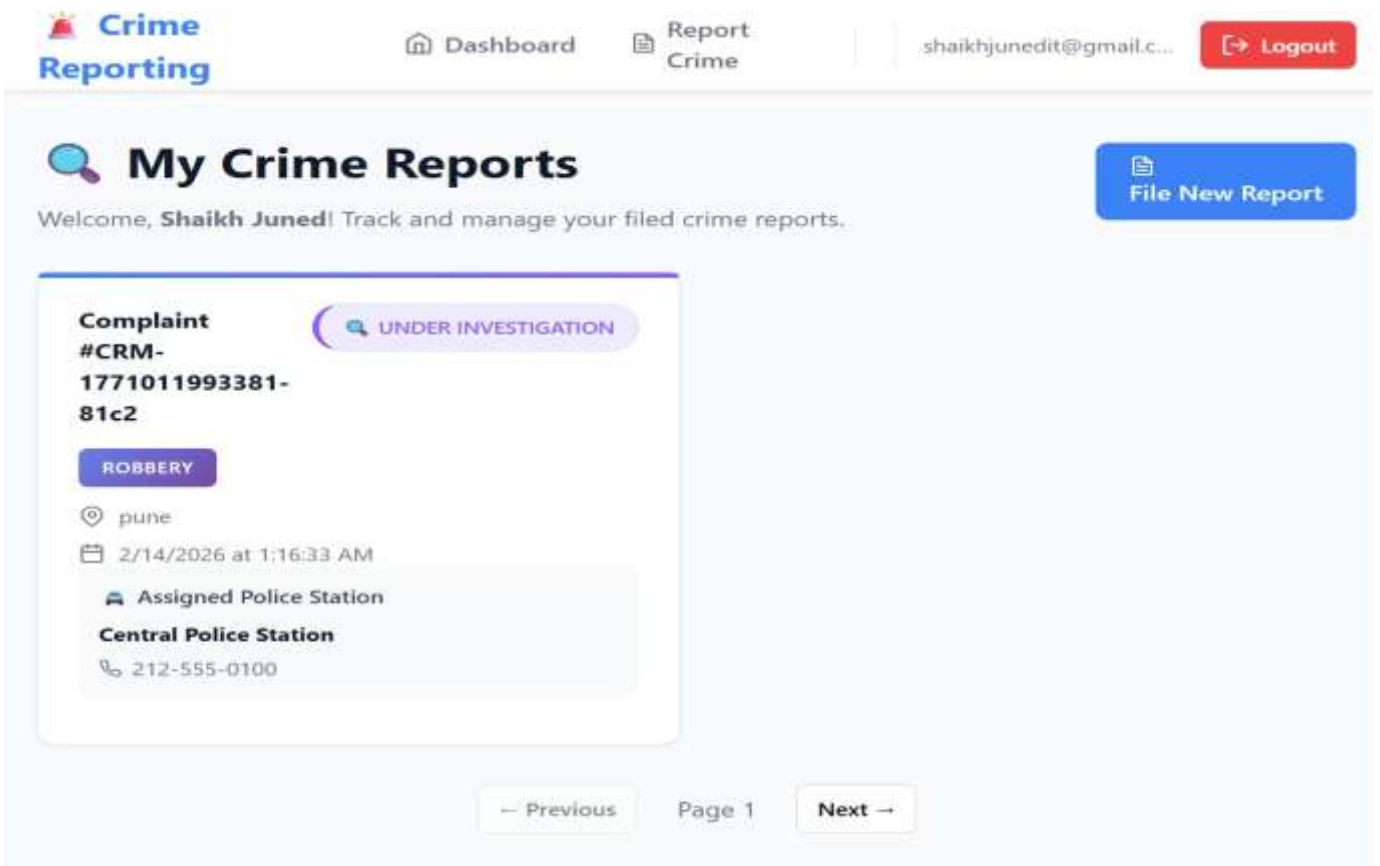 Crime
Reporting
Dashboard
Report
Crime
shaikhjunedit@gmail.c...
Logout
My Crime Reports
File New Report
Welcome, Shaikh Juned! Track and manage your filed crime reports.
Complaint
#CRM-
1771011993381-
81c2
UNDER INVESTIGATION
ROBBERY
pune
2/14/2026 at 1:16:33 AM
Assigned Police Station
Central Police Station
212-555-0100
← Previous
Page 1
Next →